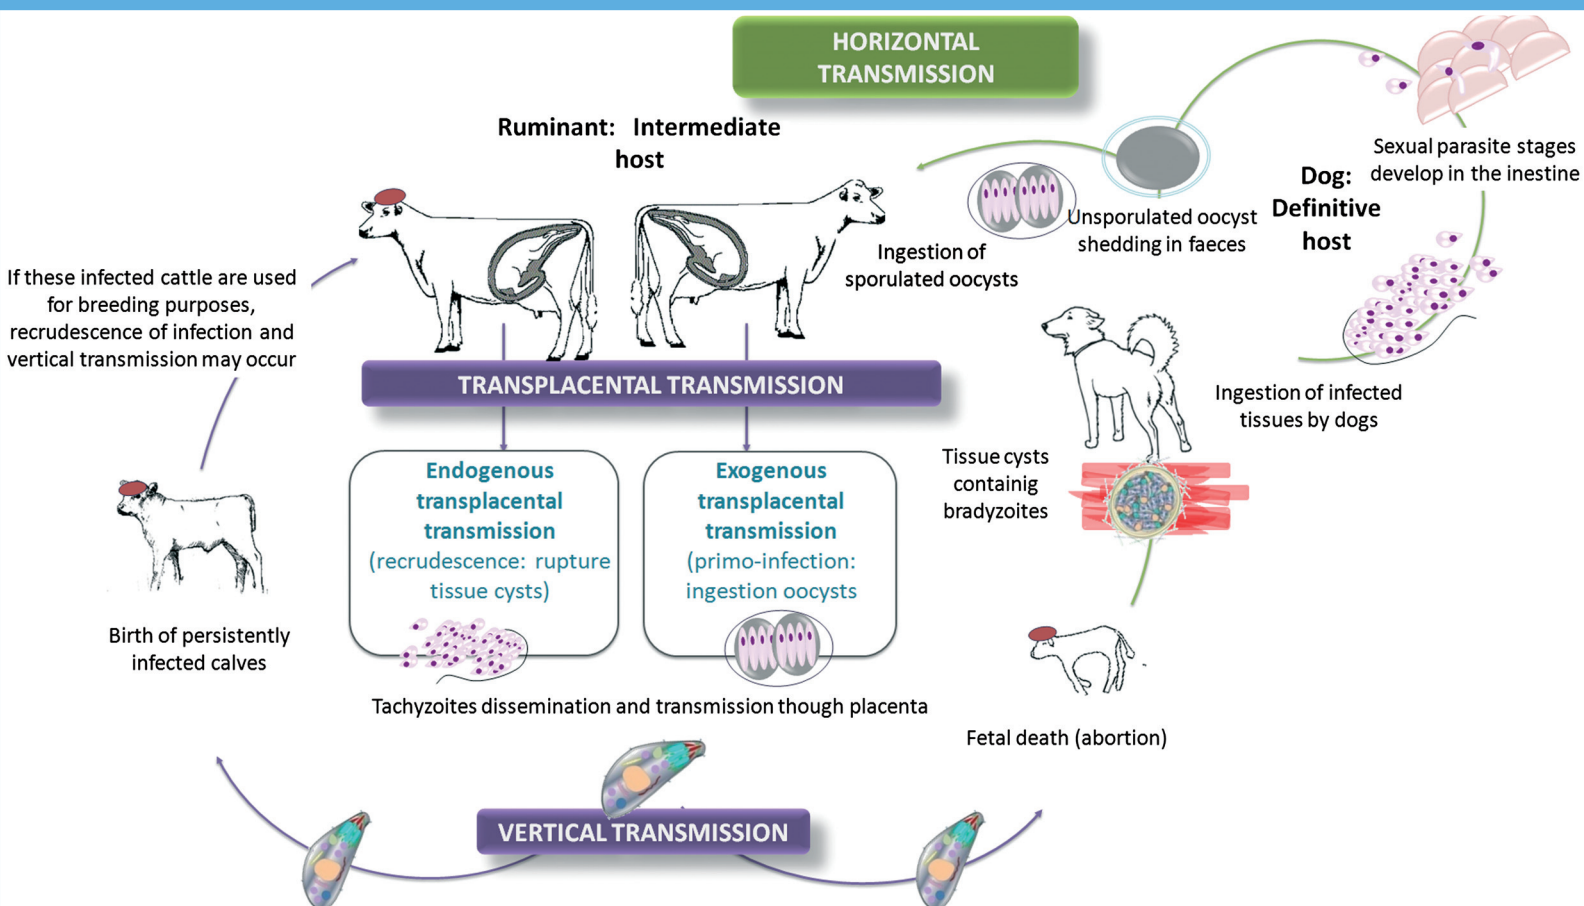 HORIZONTAL
TRANSMISSION
Ruminant: Intermediate
host
Sexual parasite stages
develop in the inestine
Dog:
Definitive
host
Unsporulated oocyst
shedding in faeces
Ingestion of
sporulated oocysts
If these infected cattle are used
for breeding purposes,
recrudescence of infection and
vertical transmission may occur
TRANSPLACENTAL TRANSMISSION
Ingestion of infected
tissues by dogs
Endogenous
transplacental
transmission
(recrudescence: rupture
tissue cysts)
Exogenous
transplacental
transmission
(primo-infection:
ingestion oocysts
Tissue cysts
containig
bradyzoites
Birth of persistently
infected calves
Tachyzoites dissemination and transmission though placenta
Fetal death (abortion)
VERTICAL TRANSMISSION